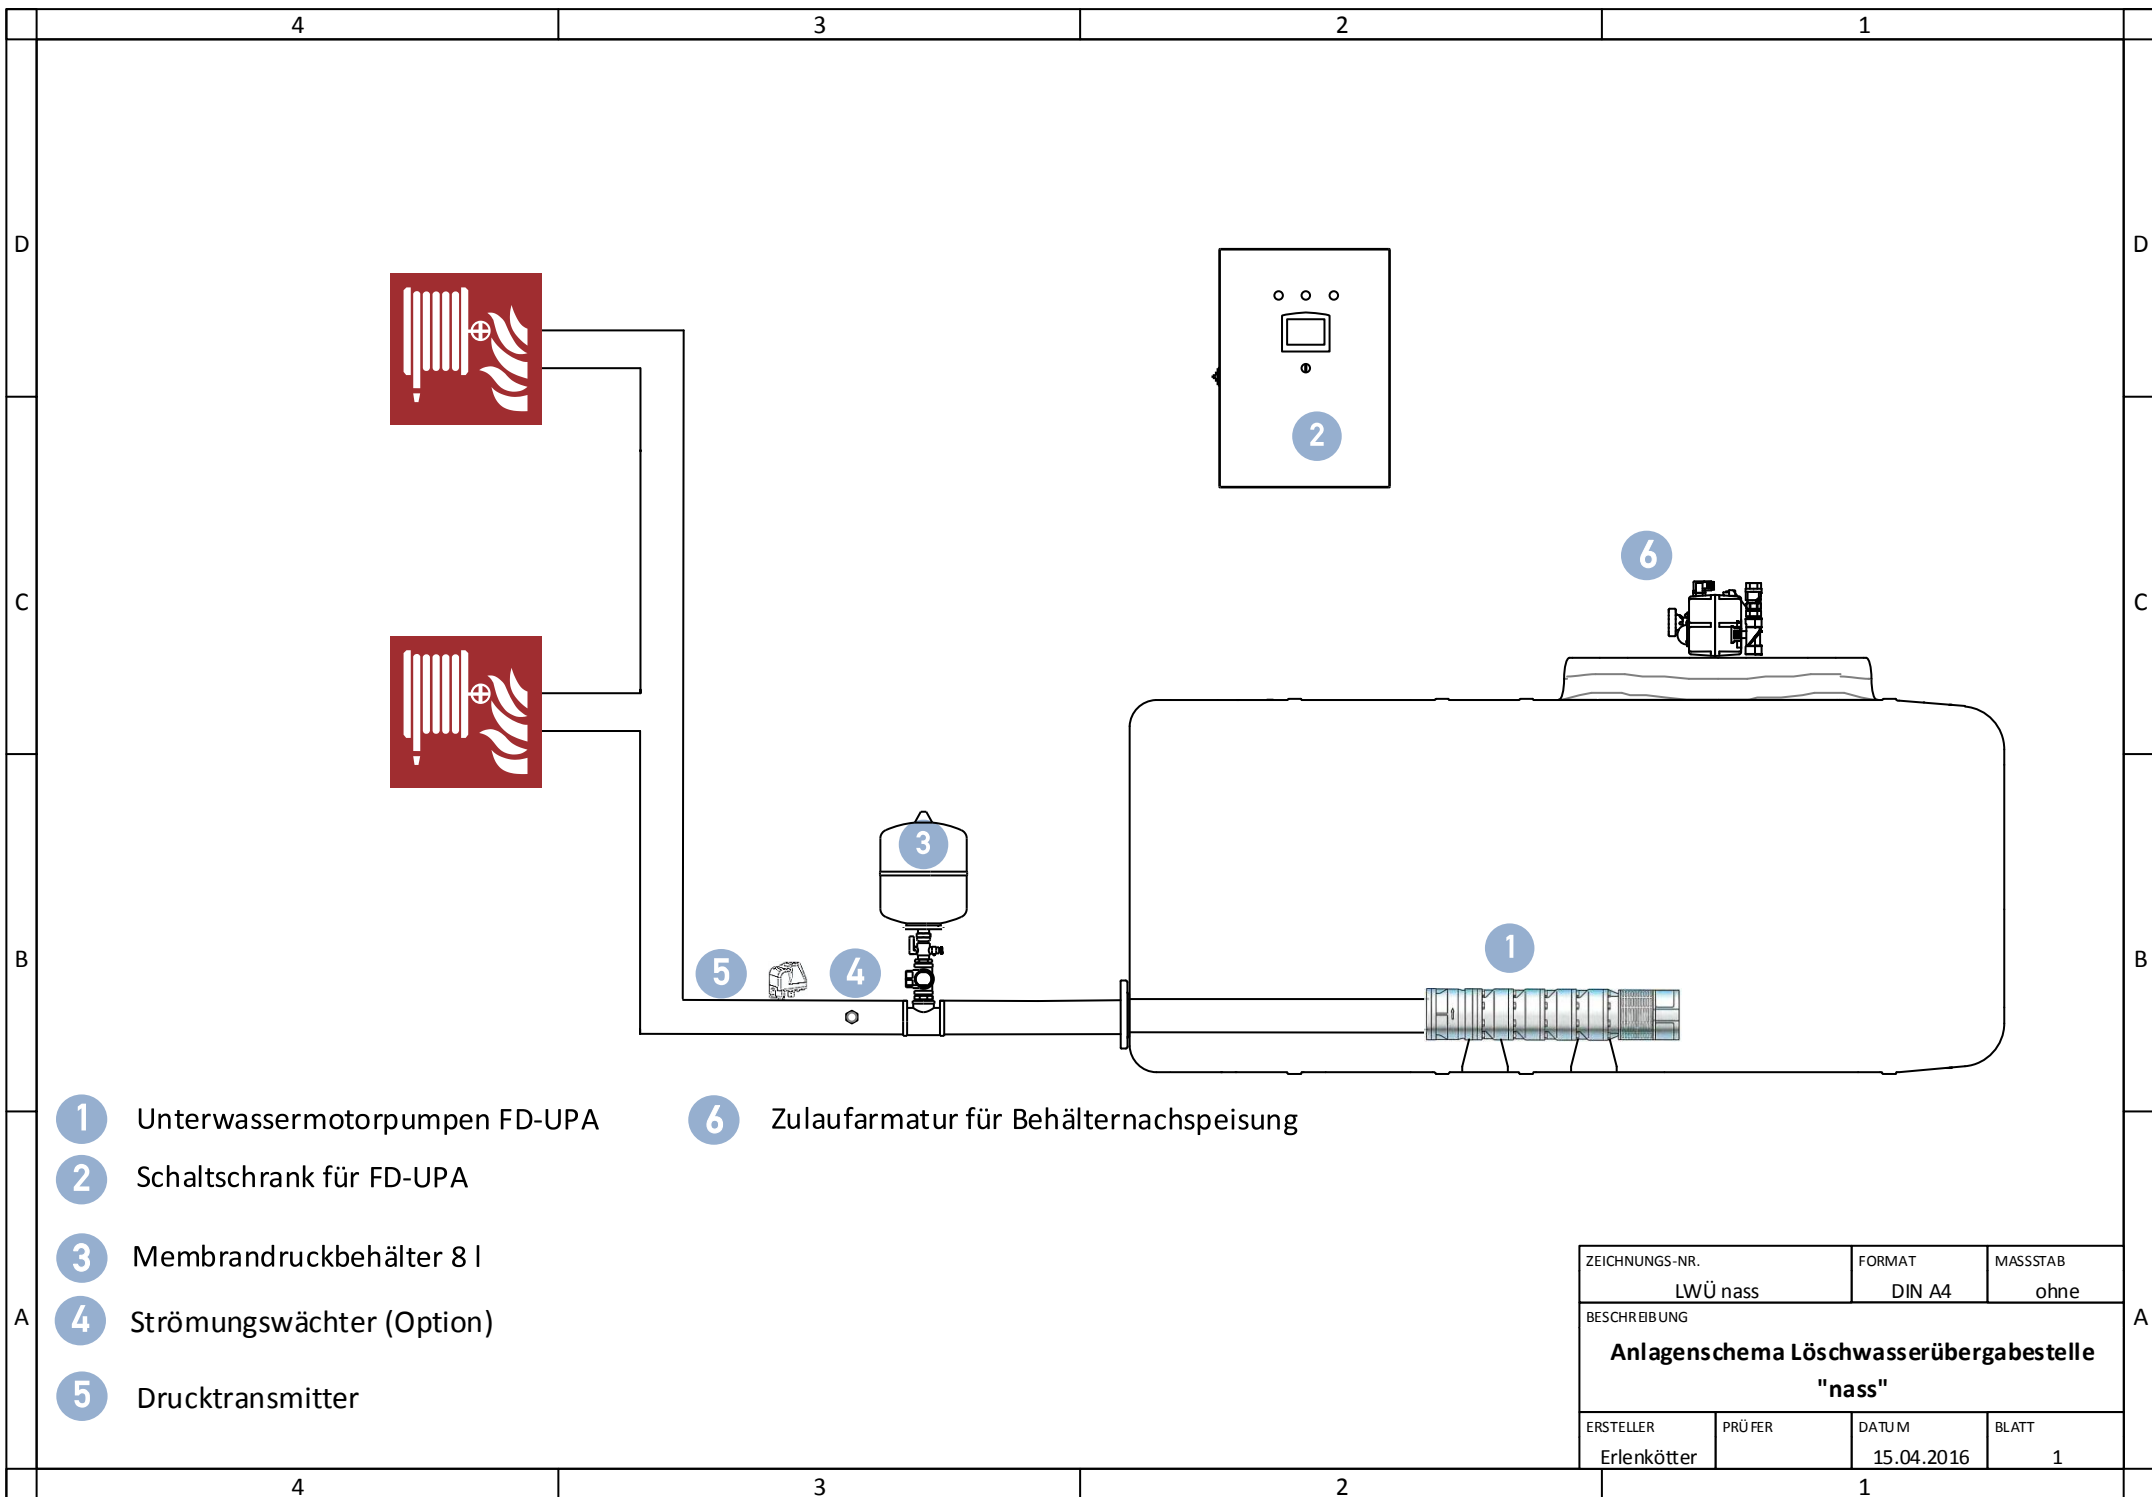 4 3 2 1
D D
2
6
C C
3
1
5 4
B B
1 Unterwassermotorpumpen FD-UPA
6 Zulaufarmatur für Behälternachspeisung
2 Schaltschrank für FD-UPA
3 Membrandruckbehälter 8 l
4 Strömungswächter (Option)
5 Drucktransmitter
A A
ZEICHNUNGS-NR. FORMAT MASSSTAB
LWÜ nass DIN A4 ohne
BESCHREIBUNG
Anlagenschema Löschwasserübergabestelle
"nass"
ERSTELLER PRÜFER DATUM BLATT
Erlenkötter 15.04.2016 1
4 3 2 1